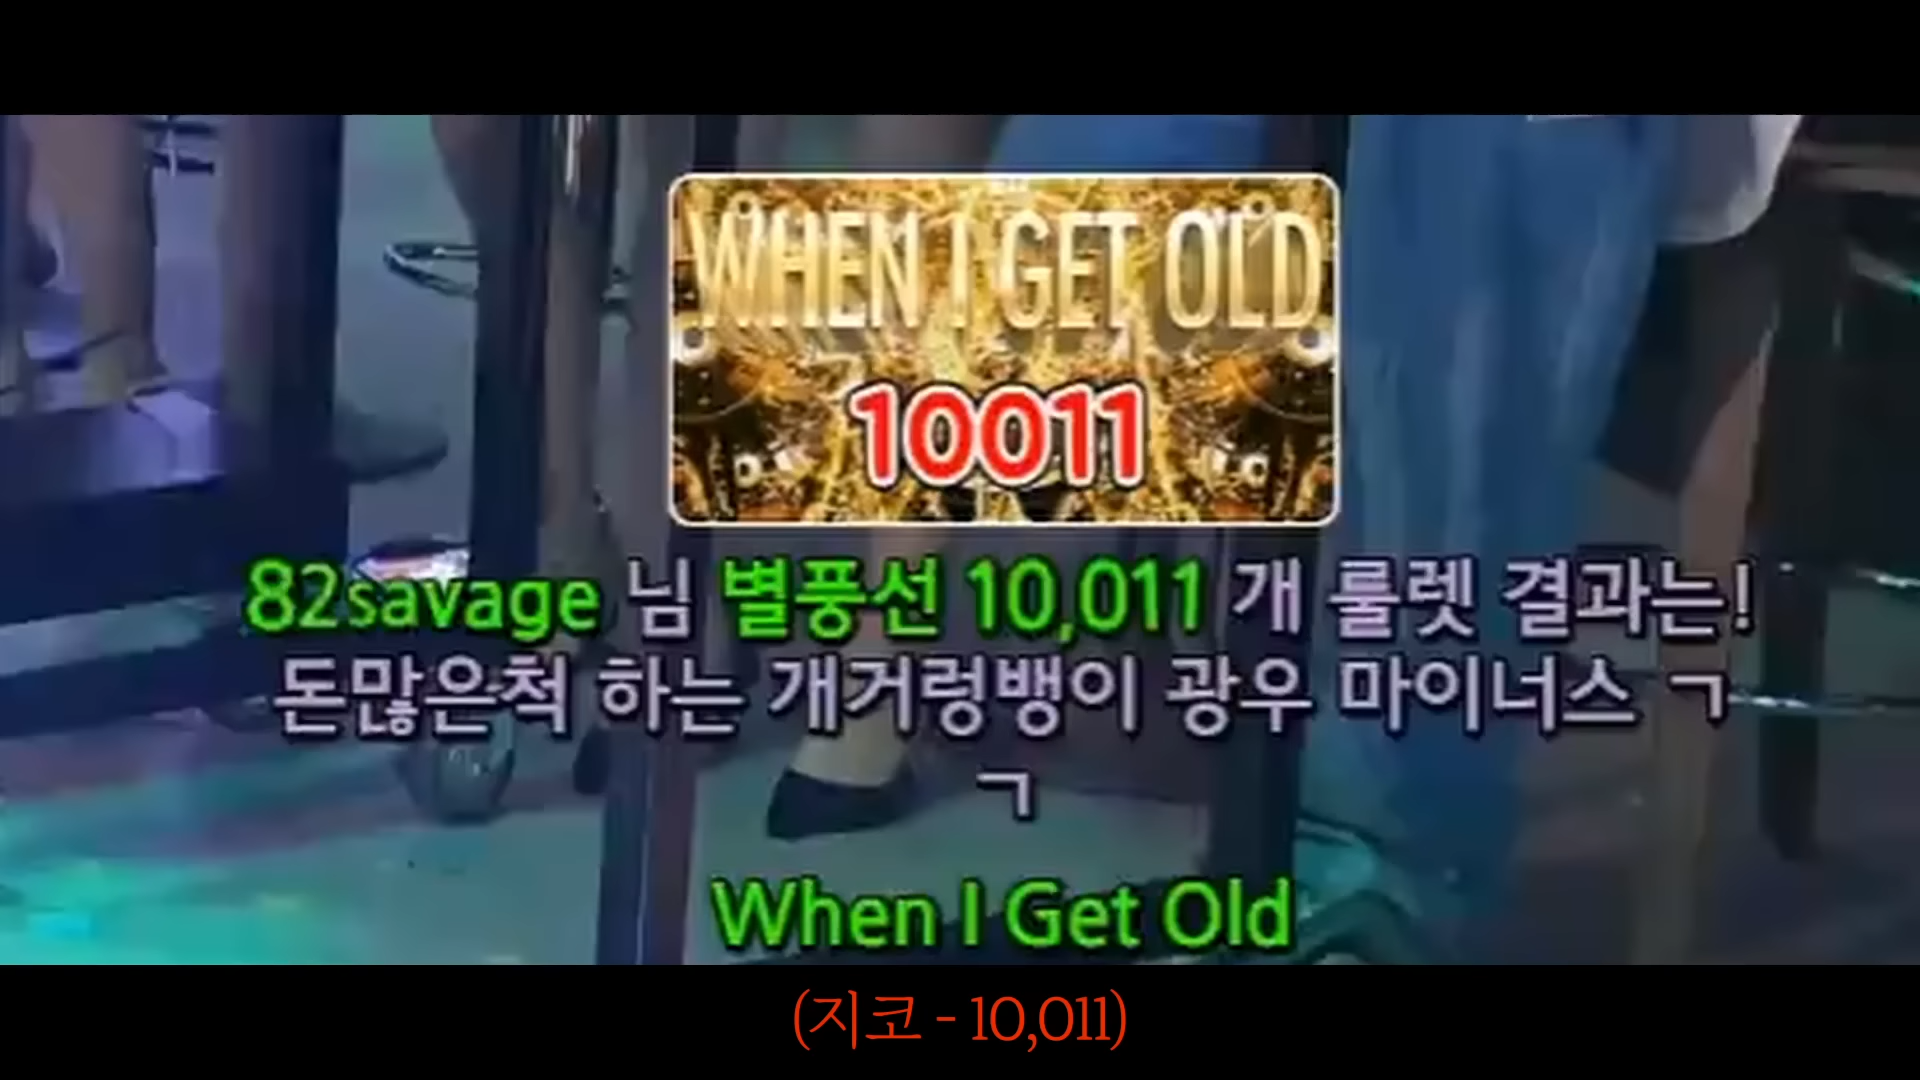 WHEN I GET OLD
10011
82savage 님 별풍선 10,011 개 룰렛 결과는!
돈많은척 하는 개거렁뱅이 광우 마이너스 ㄱ
ㄱ
When I Get Old
(지코 - 10,011)